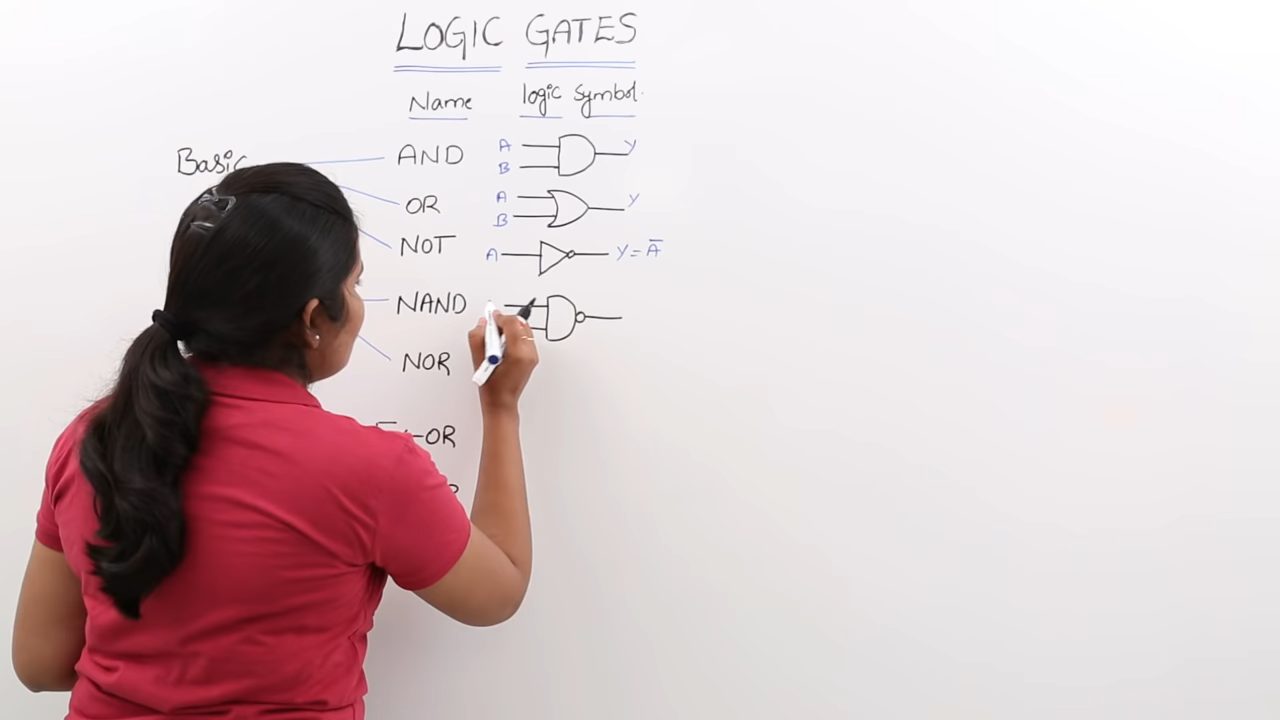 LOGIC GATES
Name logic symbol.
Basic AND A B Y
OR A B Y
NOT A Y = A̅
NAND
NOR
-OR